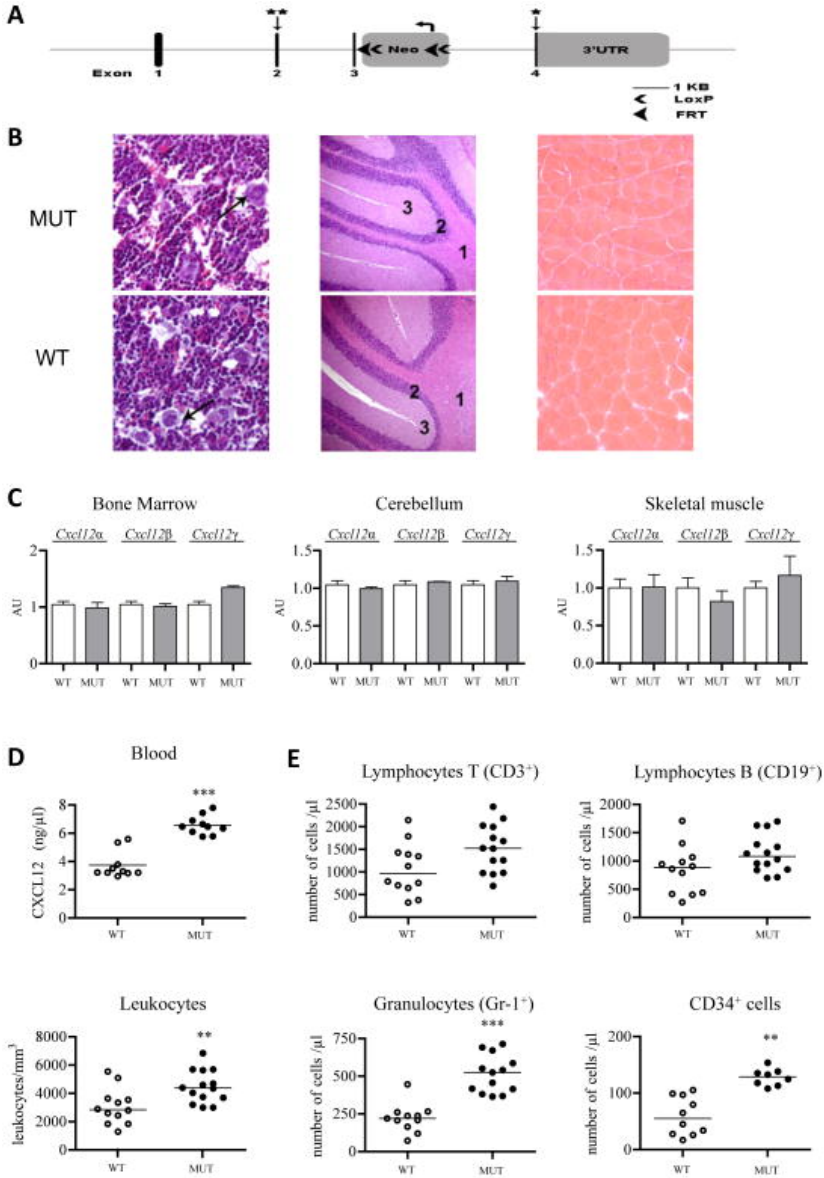 A
** *
Neo 3'UTR
Exon 1 2 3 4
1 KB
LoxP
FRT
B
MUT
3
2
1
WT
2
1
3
C
Bone Marrow Cerebellum Skeletal muscle
Cxcl12α Cxcl12β Cxcl12γ Cxcl12α Cxcl12β Cxcl12γ Cxcl12α Cxcl12β Cxcl12γ
2 1.5 1.5
1 1.0 1.0
0.5 0.5
0 0.0 0.0
AU AU AU
WT MUT WT MUT WT MUT WT MUT WT MUT WT MUT WT MUT WT MUT WT MUT
D
Blood
***
CXCL12 (ng/µl)
8
6
4
2
0
WT MUT
E
Lymphocytes T (CD3+)
number of cells /µl
2500
2000
1500
1000
500
0
WT MUT
Lymphocytes B (CD19+)
number of cells /µl
2000
1500
1000
500
0
WT MUT
Leukocytes
**
leukocytes/mm³
8000
6000
4000
2000
0
WT MUT
Granulocytes (Gr-1+)
***
number of cells /µl
750
500
250
0
WT MUT
CD34+ cells
**
number of cells /µl
200
100
0
WT MUT